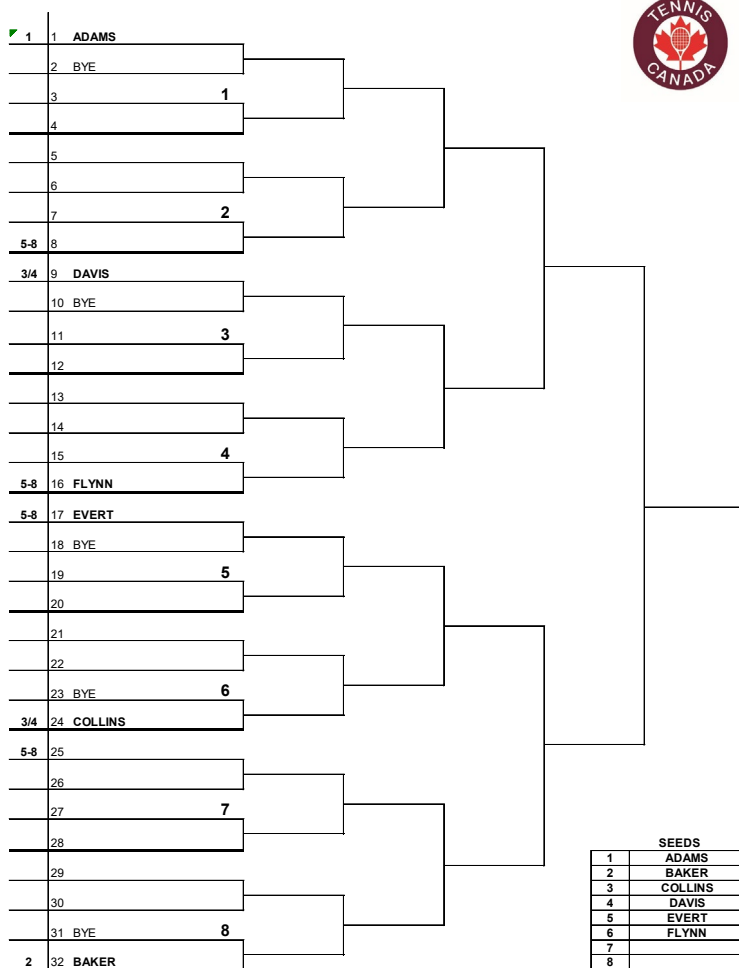 TENNIS CANADA
1 1 ADAMS
2 BYE
3 1
4
5
6
7 2
5-8 8
3/4 9 DAVIS
10 BYE
11 3
12
13
14
15 4
5-8 16 FLYNN
5-8 17 EVERT
18 BYE
19 5
20
21
22
23 BYE 6
3/4 24 COLLINS
5-8 25
26
27 7
28
29
30
31 BYE 8
2 32 BAKER
SEEDS
1 ADAMS
2 BAKER
3 COLLINS
4 DAVIS
5 EVERT
6 FLYNN
7
8